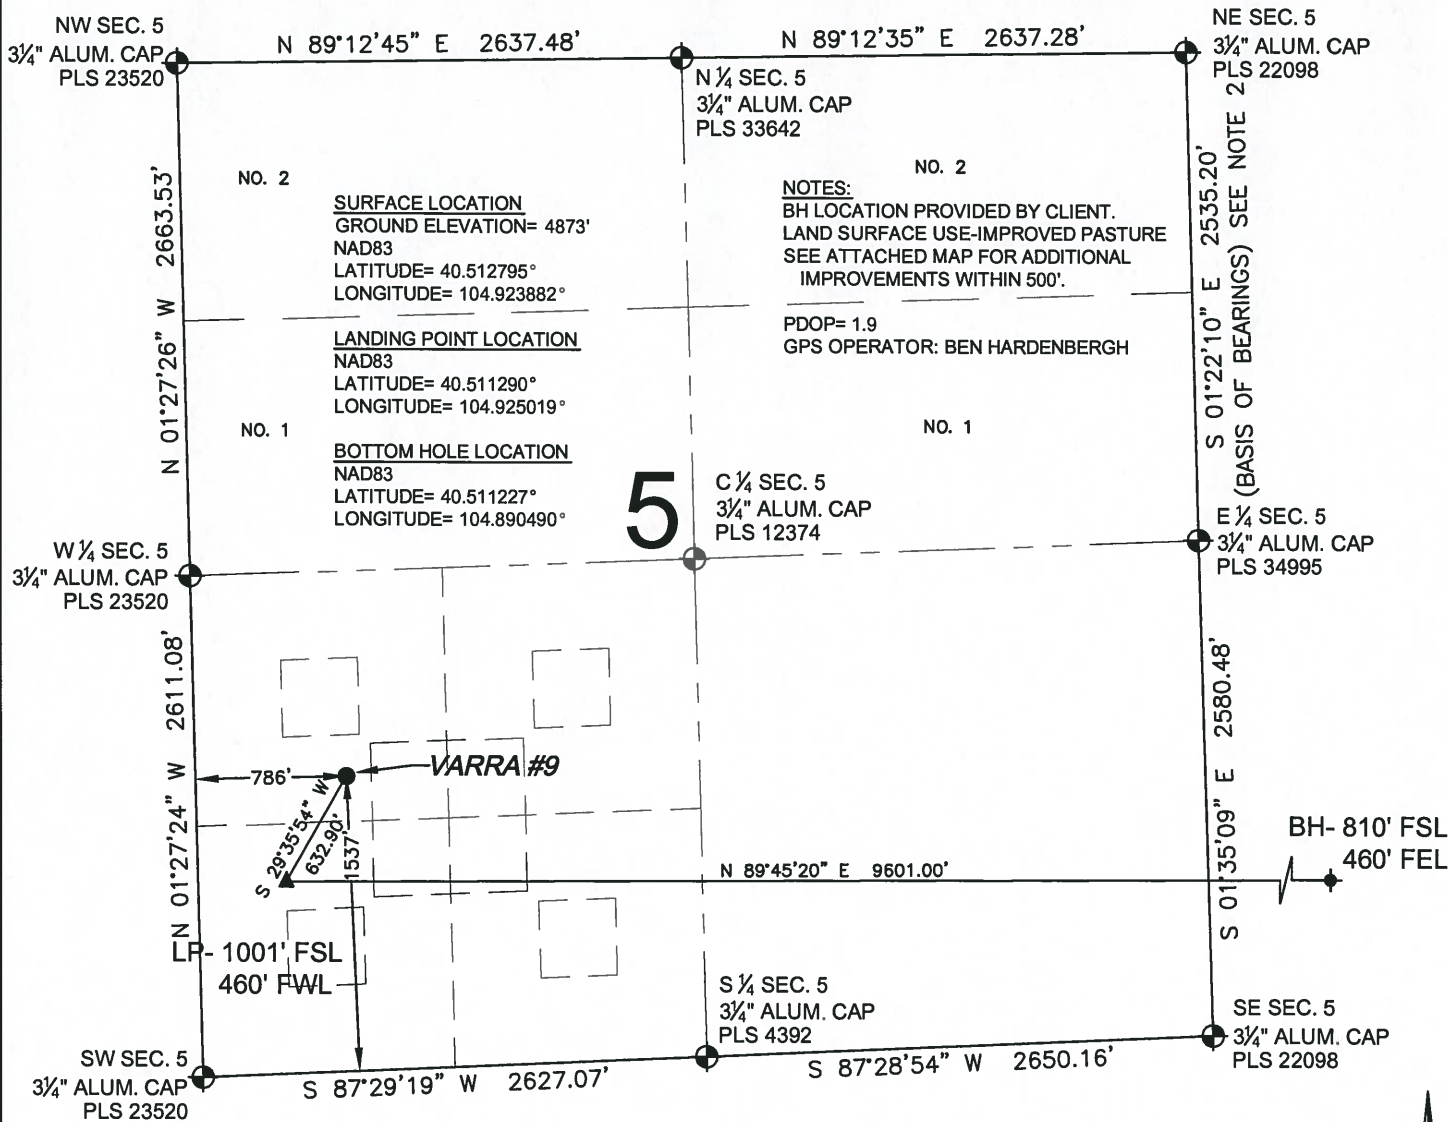 NW SEC. 5
3¼" ALUM. CAP
PLS 23520
N 89°12'45" E 2637.48'
N 89°12'35" E 2637.28'
NE SEC. 5
3¼" ALUM. CAP
PLS 22098
N ¼ SEC. 5
3¼" ALUM. CAP
PLS 33642
NO. 2
NO. 2
SURFACE LOCATION
GROUND ELEVATION= 4873'
NAD83
LATITUDE= 40.512795°
LONGITUDE= 104.923882°
NOTES:
BH LOCATION PROVIDED BY CLIENT.
LAND SURFACE USE-IMPROVED PASTURE
SEE ATTACHED MAP FOR ADDITIONAL
IMPROVEMENTS WITHIN 500'.
N 01°27'26" W 2663.53'
S 01°22'10" E 2535.20'
(BASIS OF BEARINGS) SEE NOTE 2
LANDING POINT LOCATION
NAD83
LATITUDE= 40.511290°
LONGITUDE= 104.925019°
PDOP= 1.9
GPS OPERATOR: BEN HARDENBERGH
NO. 1
NO. 1
BOTTOM HOLE LOCATION
NAD83
LATITUDE= 40.511227°
LONGITUDE= 104.890490°
5
C ¼ SEC. 5
3¼" ALUM. CAP
PLS 12374
W ¼ SEC. 5
3¼" ALUM. CAP
PLS 23520
E ¼ SEC. 5
3¼" ALUM. CAP
PLS 34995
N 01°27'24" W 2611.08'
S 01°35'09" E 2580.48'
786'
VARRA #9
S 29°35'54" W
632.90'
1537'
N 89°45'20" E 9601.00'
BH- 810' FSL
460' FEL
LP- 1001' FSL
460' FWL
S ¼ SEC. 5
3¼" ALUM. CAP
PLS 4392
SW SEC. 5
3¼" ALUM. CAP
PLS 23520
S 87°29'19" W 2627.07'
S 87°28'54" W 2650.16'
SE SEC. 5
3¼" ALUM. CAP
PLS 22098